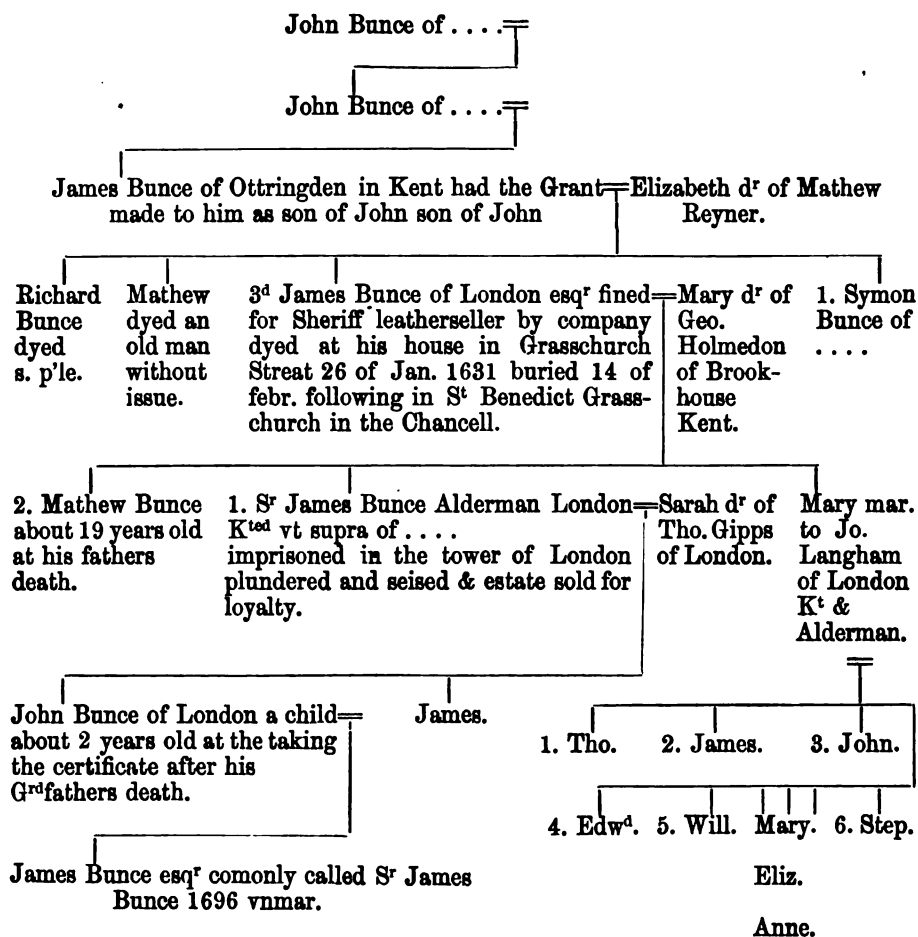 John Bunce of . . . .
John Bunce of . . . .
James Bunce of Ottringden in Kent had the Grant
made to him as son of John son of John
Elizabeth dʳ of Mathew
Reyner.
Richard
Bunce
dyed
s. p'le.
Mathew
dyed an
old man
without
issue.
3ᵈ James Bunce of London esqʳ fined
for Sheriff leatherseller by company
dyed at his house in Grasschurch
Streat 26 of Jan. 1631 buried 14 of
febr. following in Sᵗ Benedict Grass-
church in the Chancell.
Mary dʳ of
Geo.
Holmedon
of Brook-
house
Kent.
1. Symon
Bunce of
. . . .
2. Mathew Bunce
about 19 years old
at his fathers
death.
1. Sʳ James Bunce Alderman London
Kᵗᵉᵈ vt supra of . . . .
imprisoned in the tower of London
plundered and seised & estate sold for
loyalty.
Sarah dʳ of
Tho. Gipps
of London.
Mary mar.
to Jo.
Langham
of London
Kᵗ &
Alderman.
John Bunce of London a child
about 2 years old at the taking
the certificate after his
Gʳᵈfathers death.
James.
1. Tho. 2. James. 3. John.
4. Edwᵈ. 5. Will. Mary. 6. Step.
Eliz.
Anne.
James Bunce esqʳ comonly called Sʳ James
Bunce 1696 vnmar.